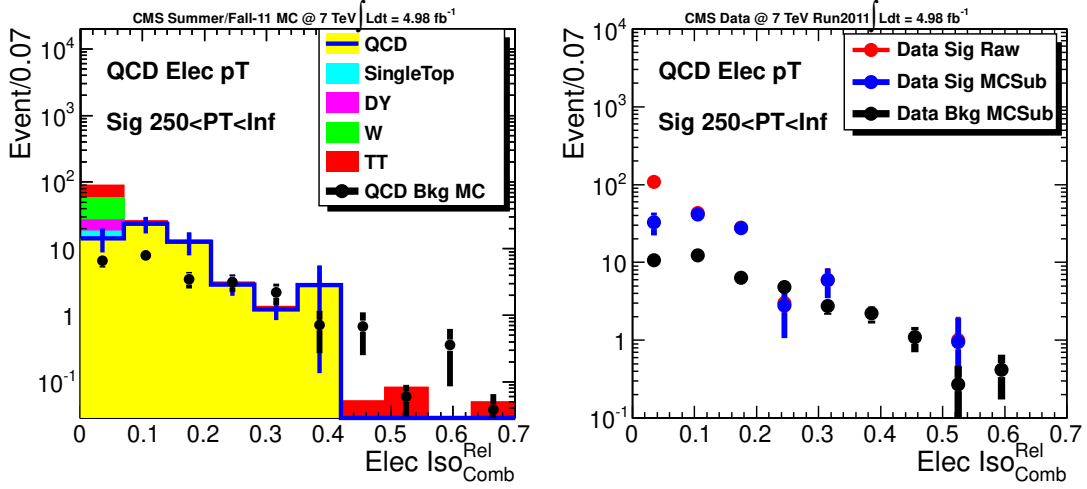 CMS Summer/Fall-11 MC @ 7 TeV ∫ Ldt = 4.98 fb⁻¹
Event/0.07
10⁴
10³
10²
10
1
10⁻¹
QCD Elec pT
Sig 250<PT<Inf
QCD
SingleTop
DY
W
TT
QCD Bkg MC
0 0.1 0.2 0.3 0.4 0.5 0.6 0.7
Elec Iso Rel Comb
CMS Data @ 7 TeV Run2011 ∫ Ldt = 4.98 fb⁻¹
Event/0.07
10⁴
10³
10²
10
1
10⁻¹
QCD Elec pT
Sig 250<PT<Inf
Data Sig Raw
Data Sig MCSub
Data Bkg MCSub
0 0.1 0.2 0.3 0.4 0.5 0.6 0.7
Elec Iso Rel Comb